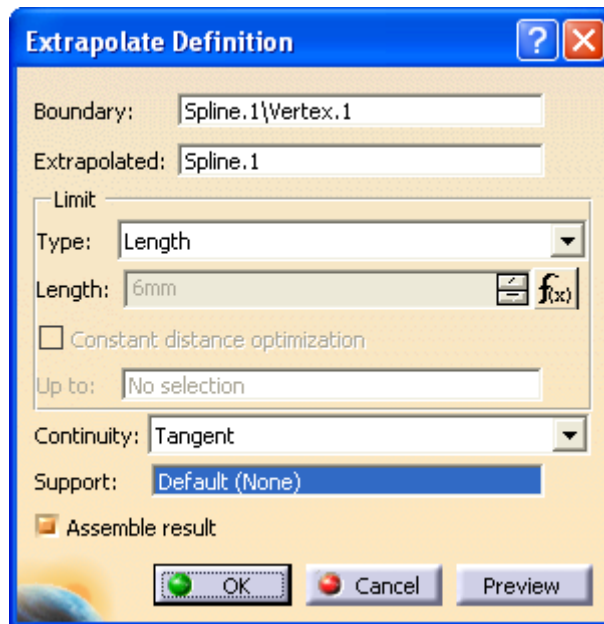 Extrapolate Definition ?
Boundary: Spline.1\Vertex.1
Extrapolated: Spline.1
Limit
Type: Length
Length: 6mm f(x)
Constant distance optimization
Up to: No selection
Continuity: Tangent
Support: Default (None)
Assemble result
OK Cancel Preview